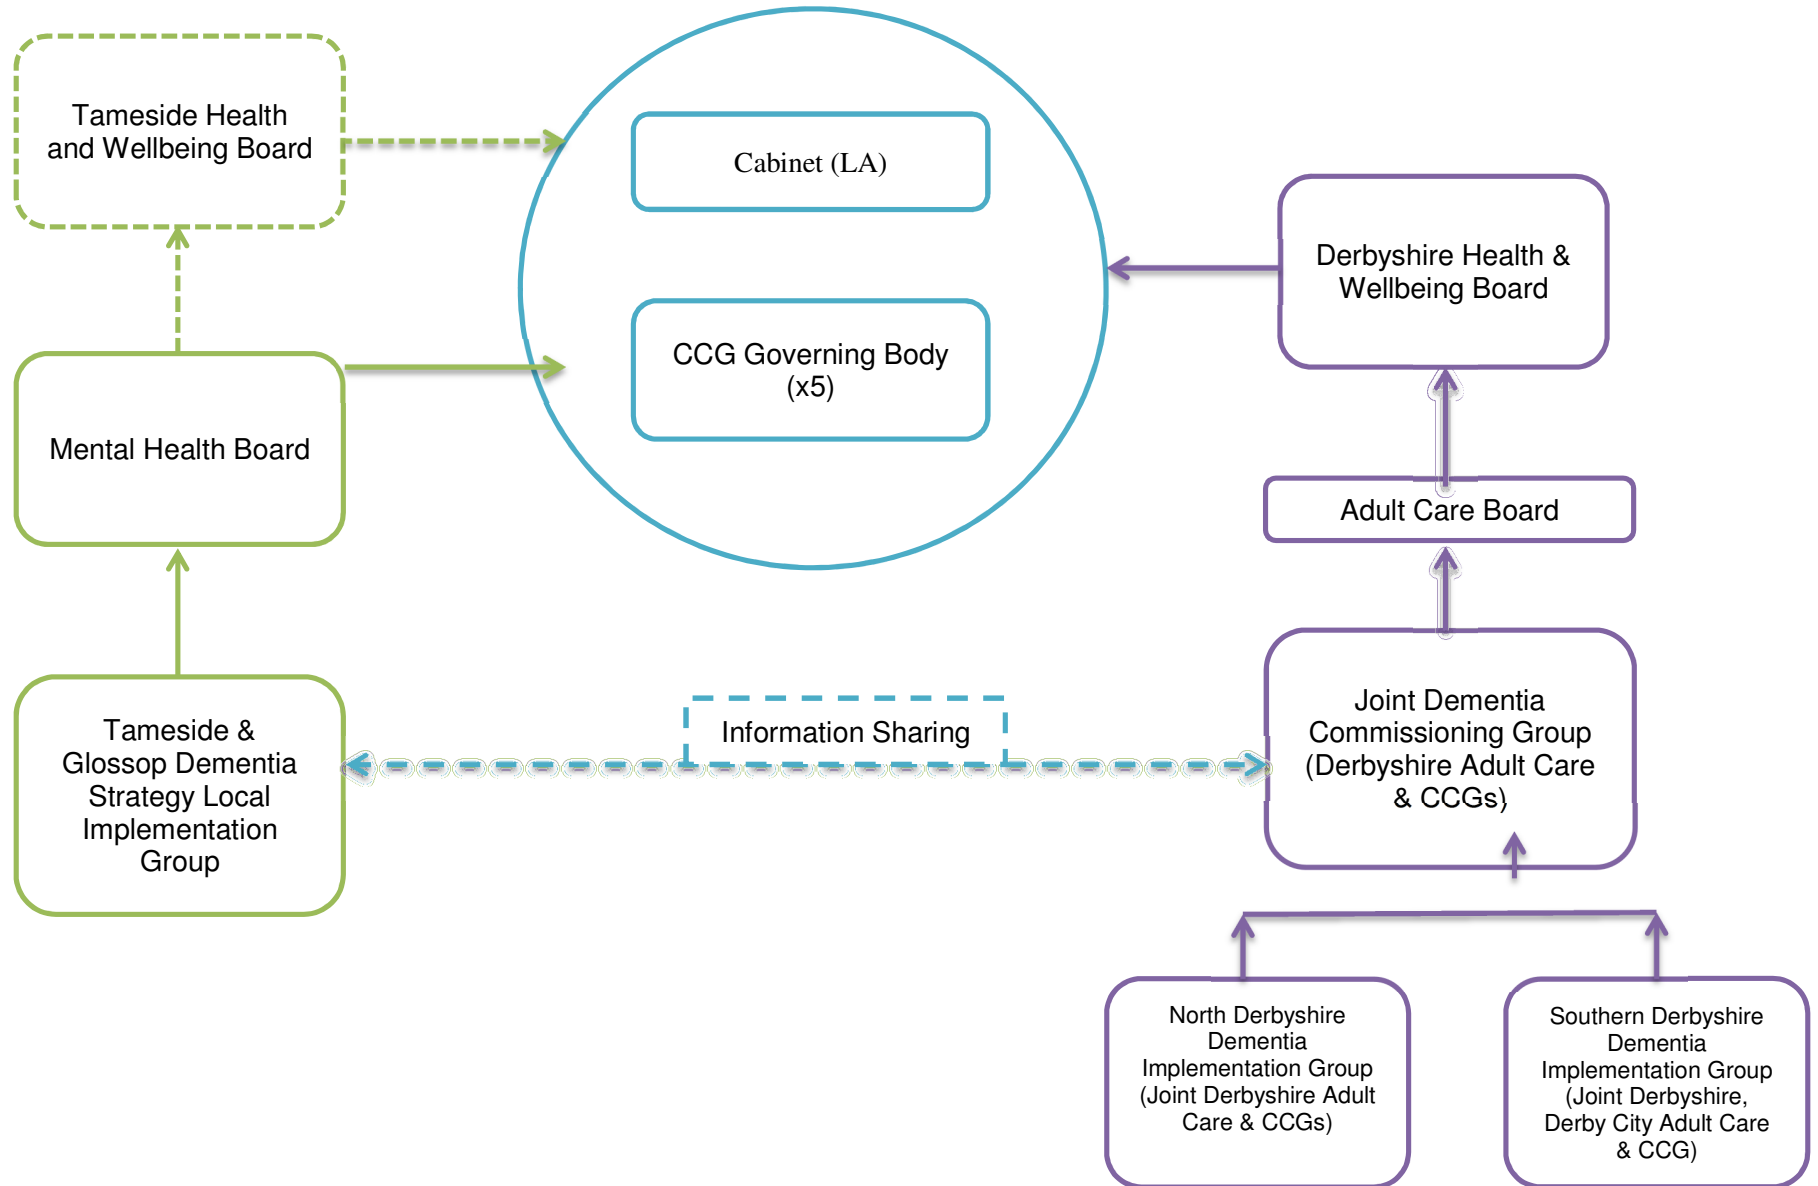 Tameside Health
and Wellbeing Board
Cabinet (LA)
Derbyshire Health &
Wellbeing Board
CCG Governing Body
(x5)
Mental Health Board
Adult Care Board
Tameside &
Glossop Dementia
Strategy Local
Implementation
Group
Information Sharing
Joint Dementia
Commissioning Group
(Derbyshire Adult Care
& CCGs)
North Derbyshire
Dementia
Implementation Group
(Joint Derbyshire Adult
Care & CCGs)
Southern Derbyshire
Dementia
Implementation Group
(Joint Derbyshire,
Derby City Adult Care
& CCG)